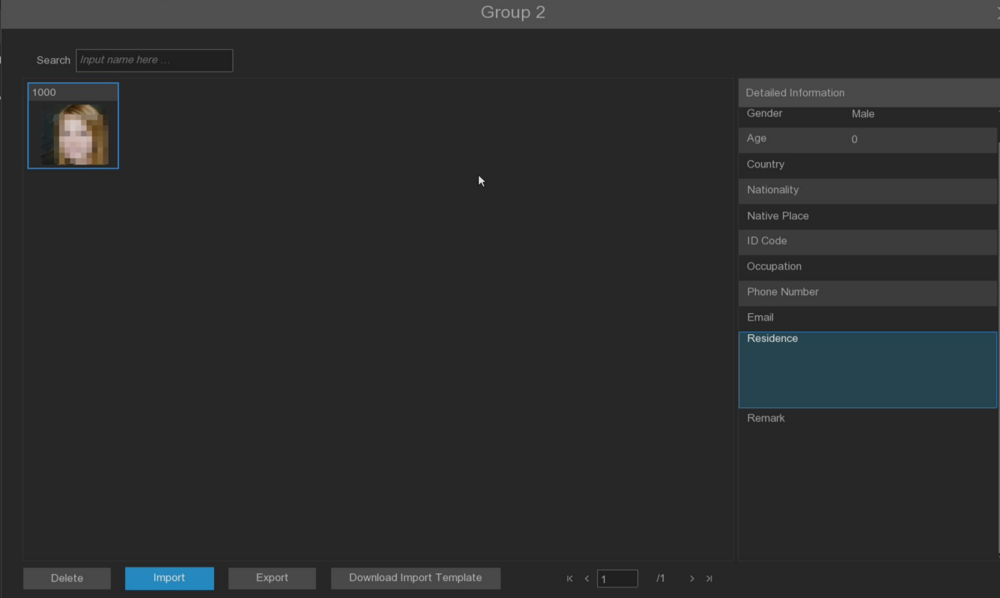 Group 2
Search
Input name here ...
1000
Detailed Information
Gender Male
Age 0
Country
Nationality
Native Place
ID Code
Occupation
Phone Number
Email
Residence
Remark
Delete
Import
Export
Download Import Template
1 /1